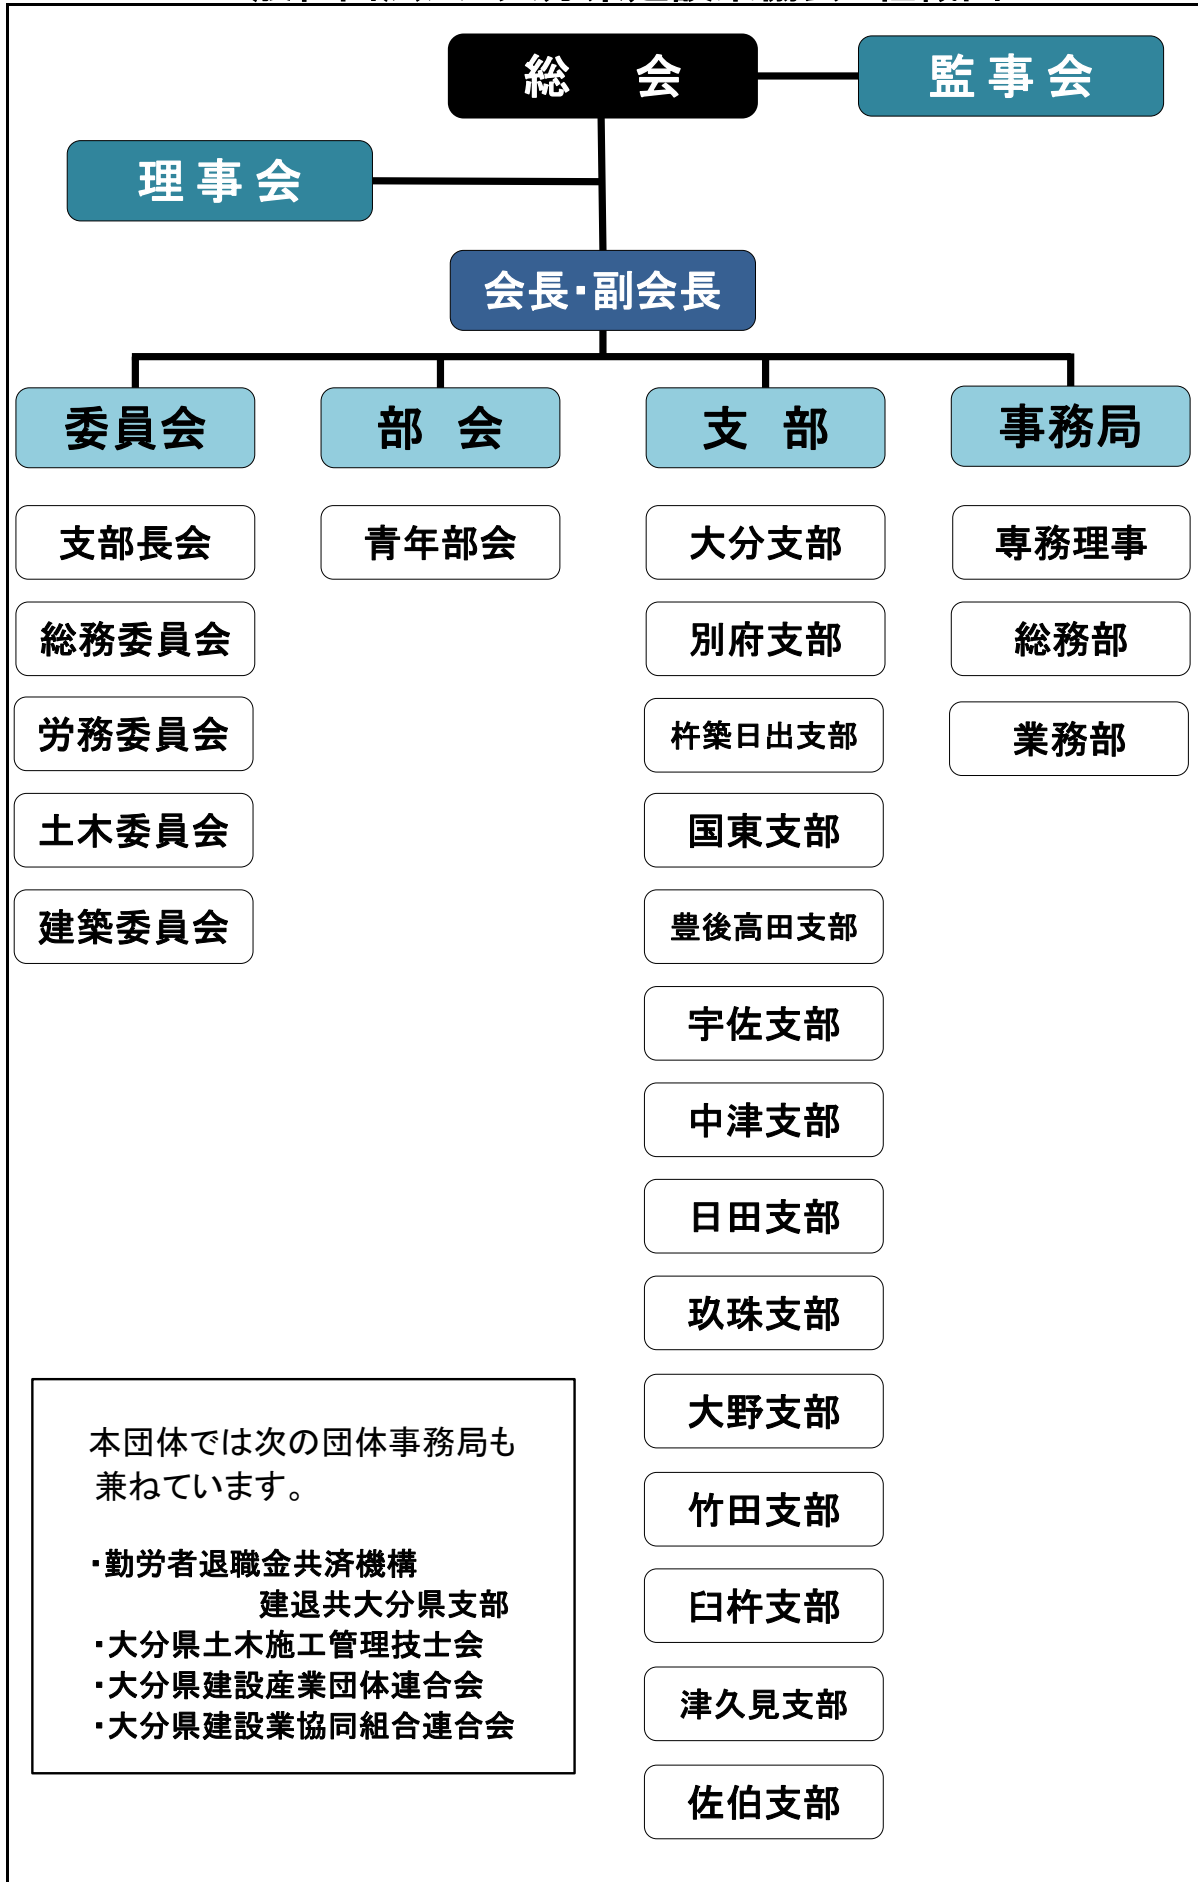 総　会
監事会
理事会
会長・副会長
委員会
部　会
支　部
事務局
支部長会
総務委員会
労務委員会
土木委員会
建築委員会
青年部会
大分支部
別府支部
杵築日出支部
国東支部
豊後高田支部
宇佐支部
中津支部
日田支部
玖珠支部
大野支部
竹田支部
臼杵支部
津久見支部
佐伯支部
専務理事
総務部
業務部
本団体では次の団体事務局も
兼ねています。
・勤労者退職金共済機構
建退共大分県支部
・大分県土木施工管理技士会
・大分県建設産業団体連合会
・大分県建設業協同組合連合会